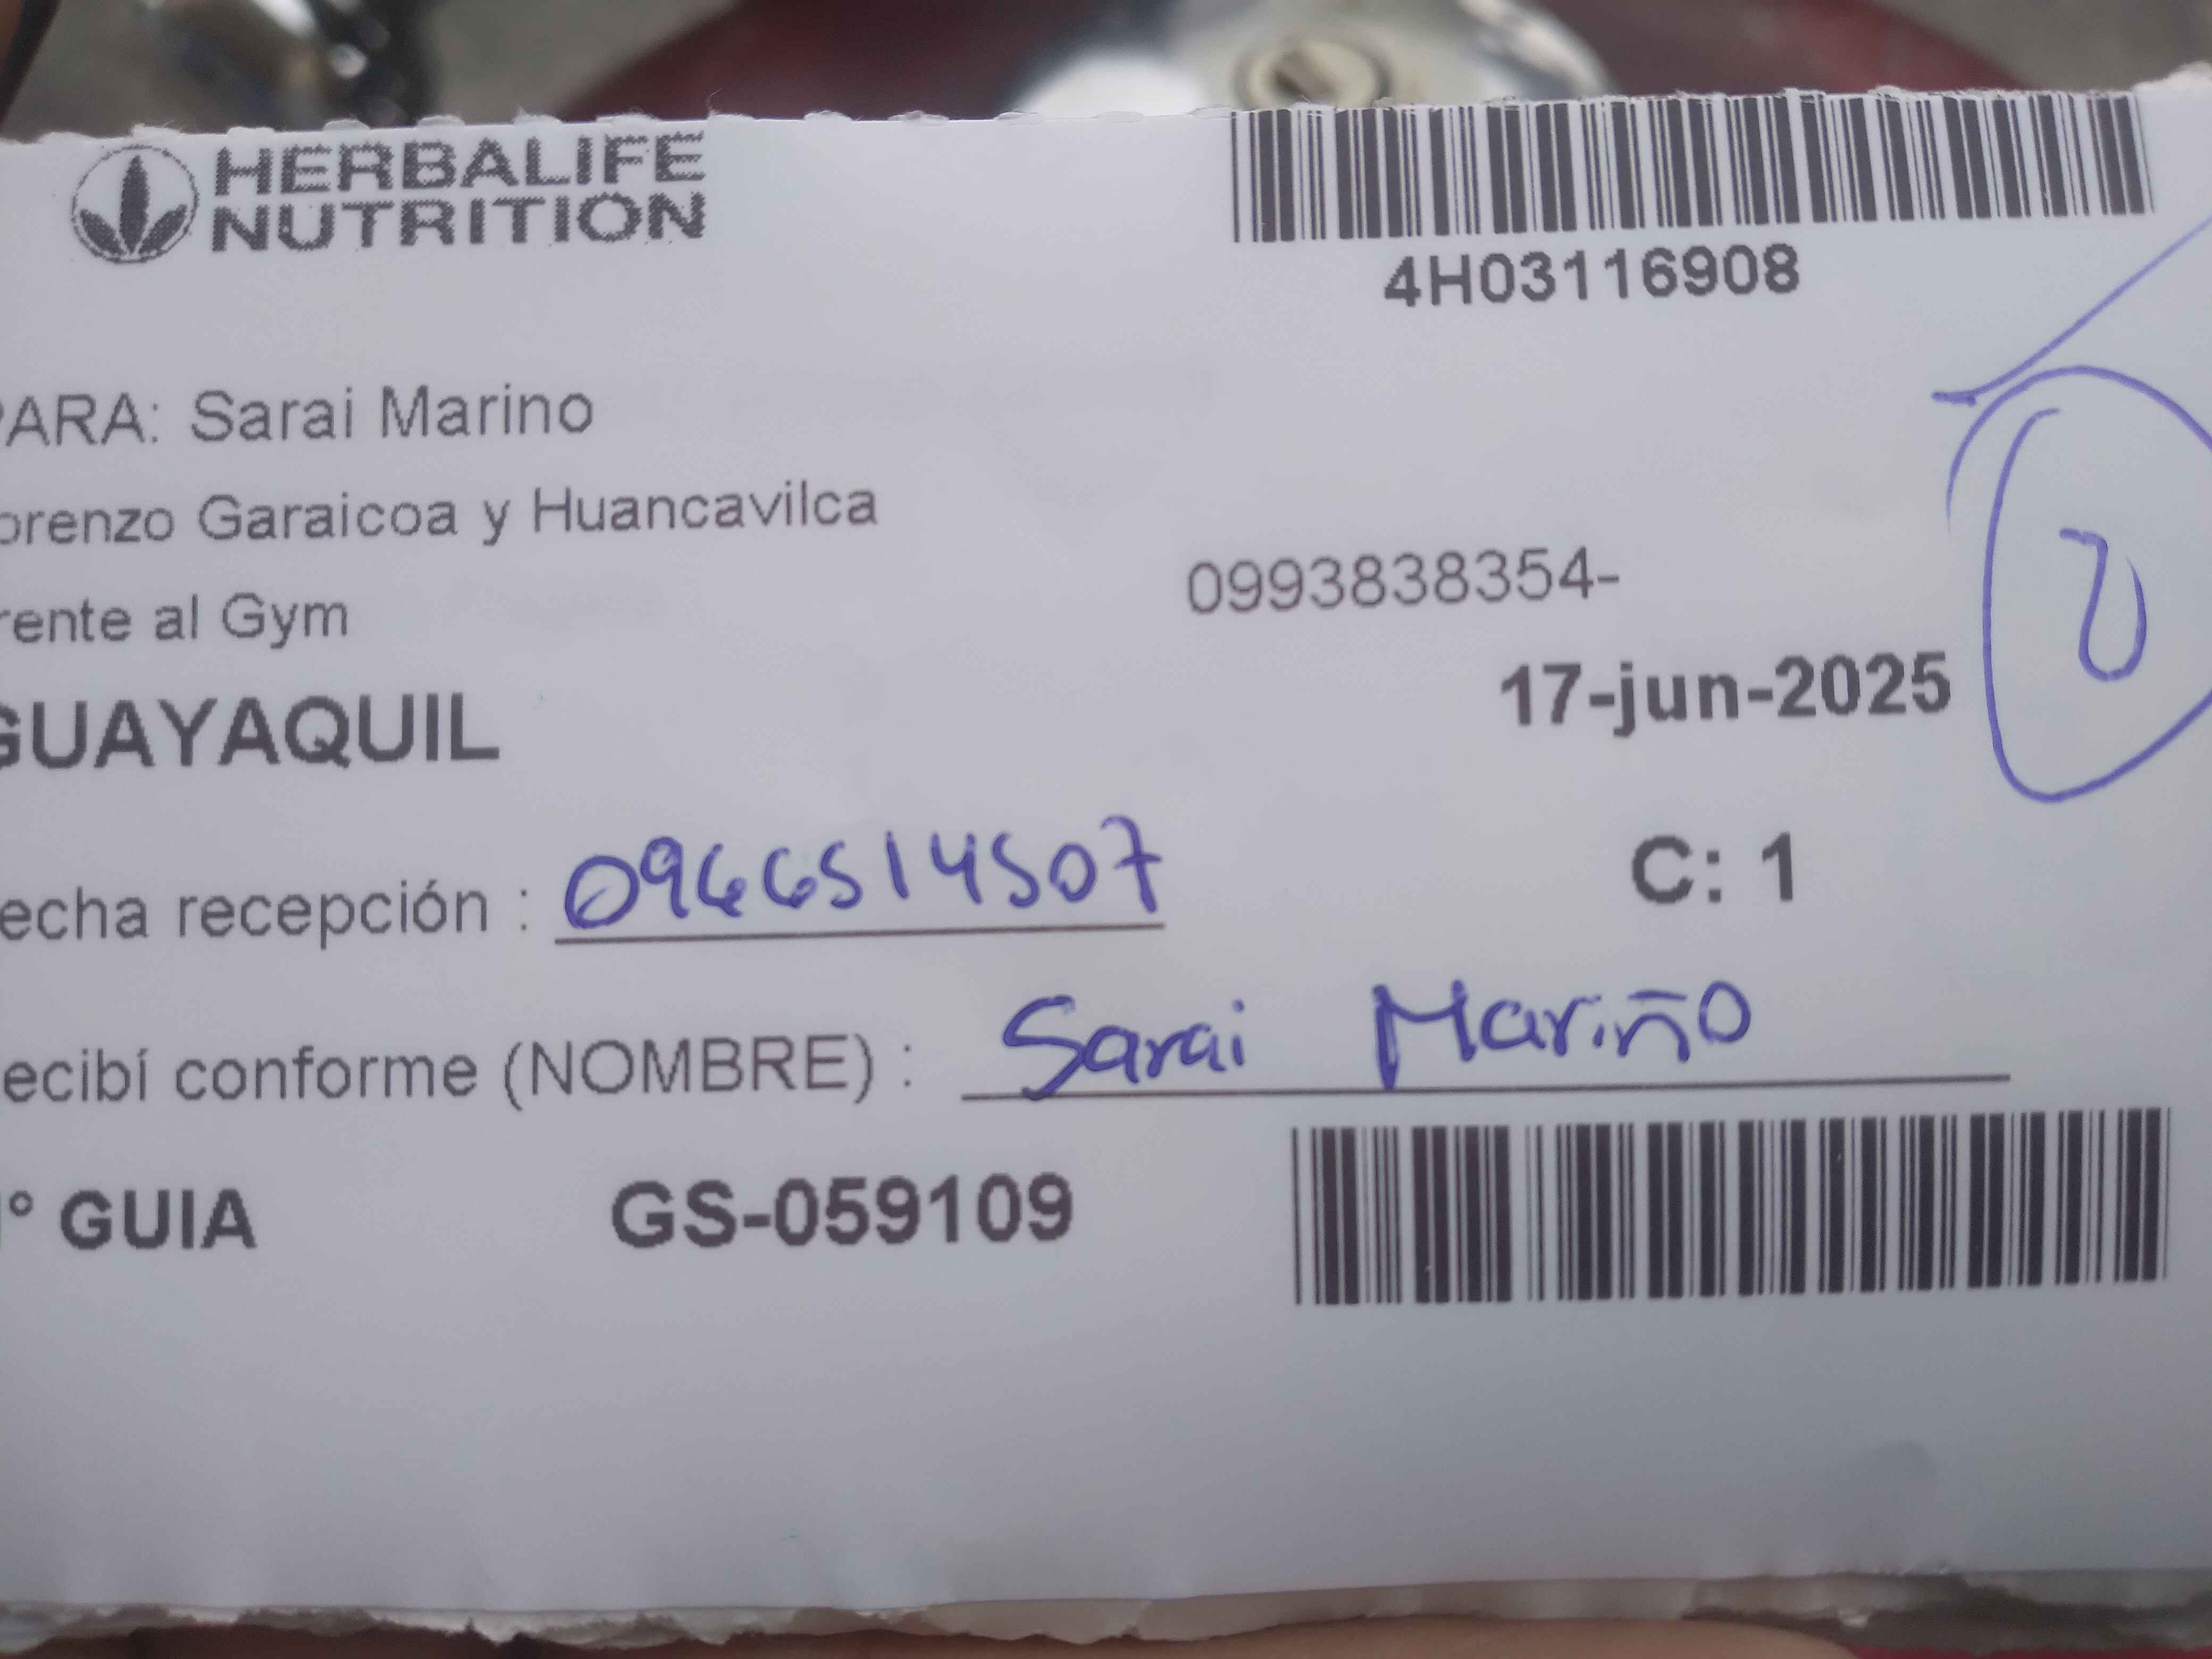 HERBALIFE
NUTRITION
4H03116908
PARA: Sarai Marino
orenzo Garaicoa y Huancavilca
0993838354-
rente al Gym
17-jun-2025
GUAYAQUIL
C: 1
echa recepción : 0966514507
ecibí conforme (NOMBRE) : Sarai Mariño
° GUIA GS-059109